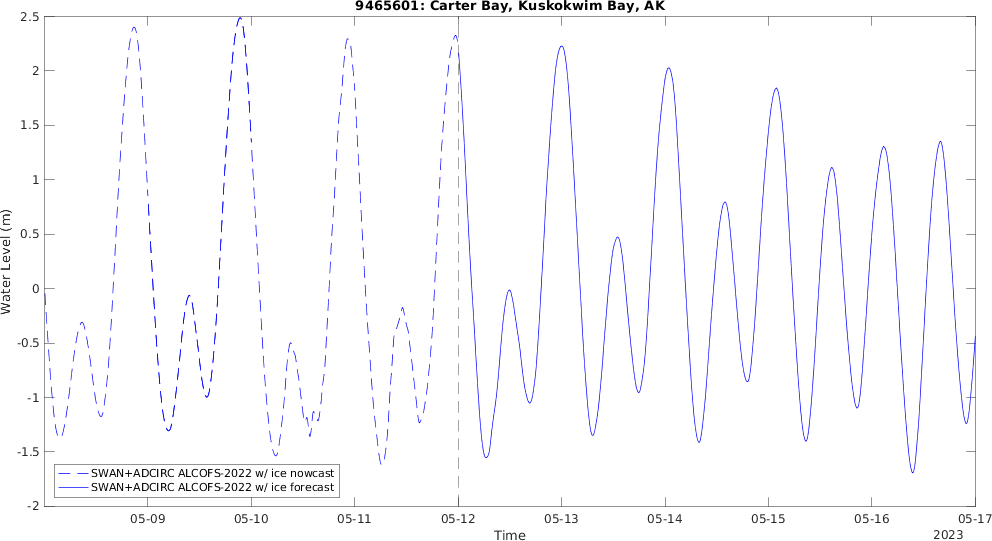 9465601: Carter Bay, Kuskokwim Bay, AK
2.5
2
1.5
1
0.5
0
-0.5
-1
-1.5
-2
Water Level (m)
SWAN+ADCIRC ALCOFS-2022 w/ ice nowcast
SWAN+ADCIRC ALCOFS-2022 w/ ice forecast
05-09 05-10 05-11 05-12 05-13 05-14 05-15 05-16 05-17
Time
2023